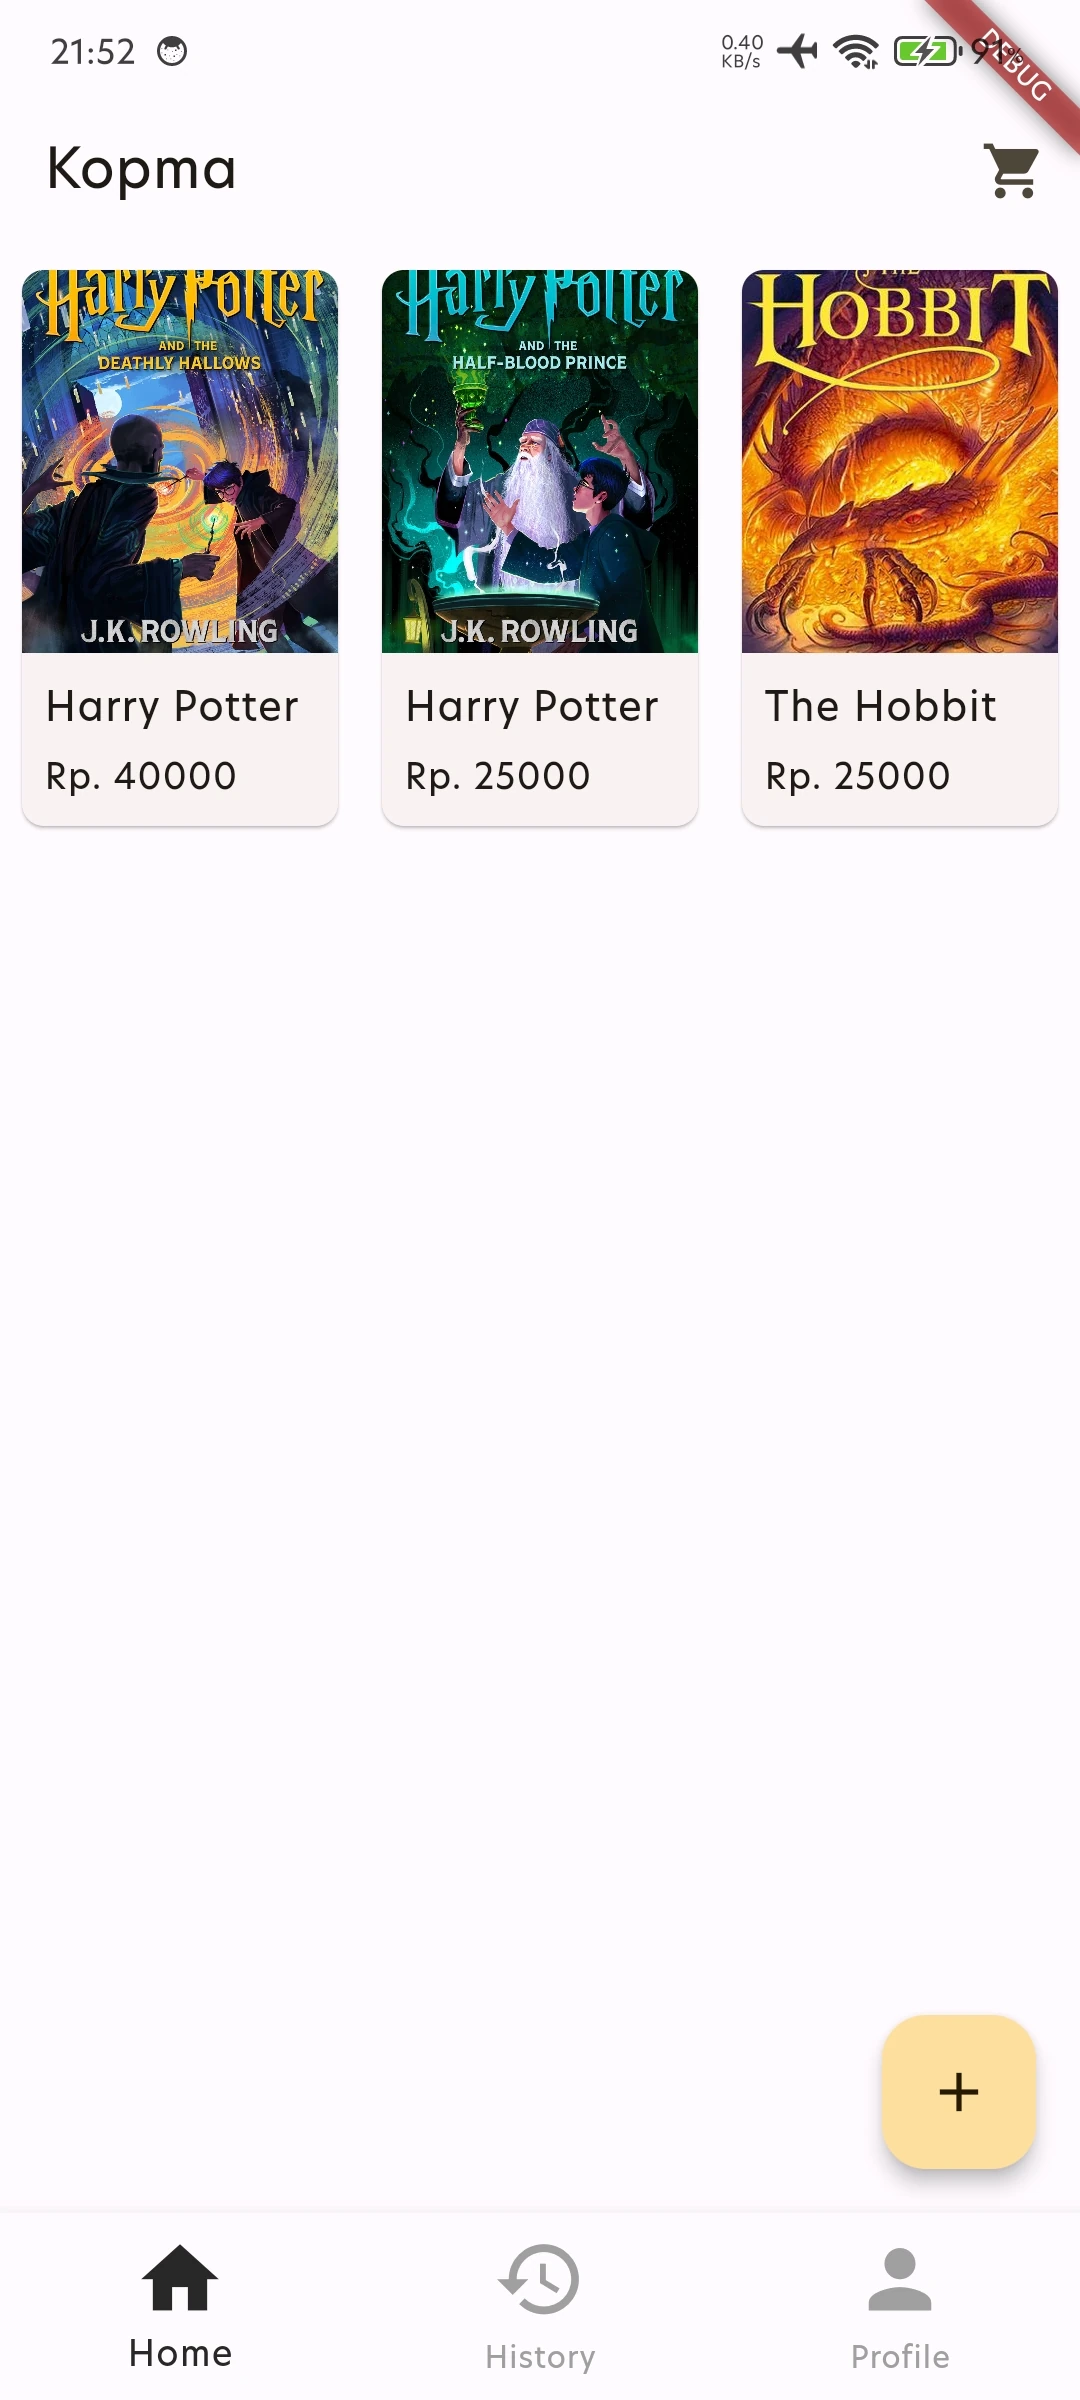 21:52
0.40
KB/s
91%
DEBUG
Kopma
Harry Potter
AND THE
DEATHLY HALLOWS
J.K. ROWLING
Harry Potter
Rp. 40000
Harry Potter
AND THE
HALF-BLOOD PRINCE
J.K. ROWLING
Harry Potter
Rp. 25000
THE
HOBBIT
The Hobbit
Rp. 25000
Home
History
Profile